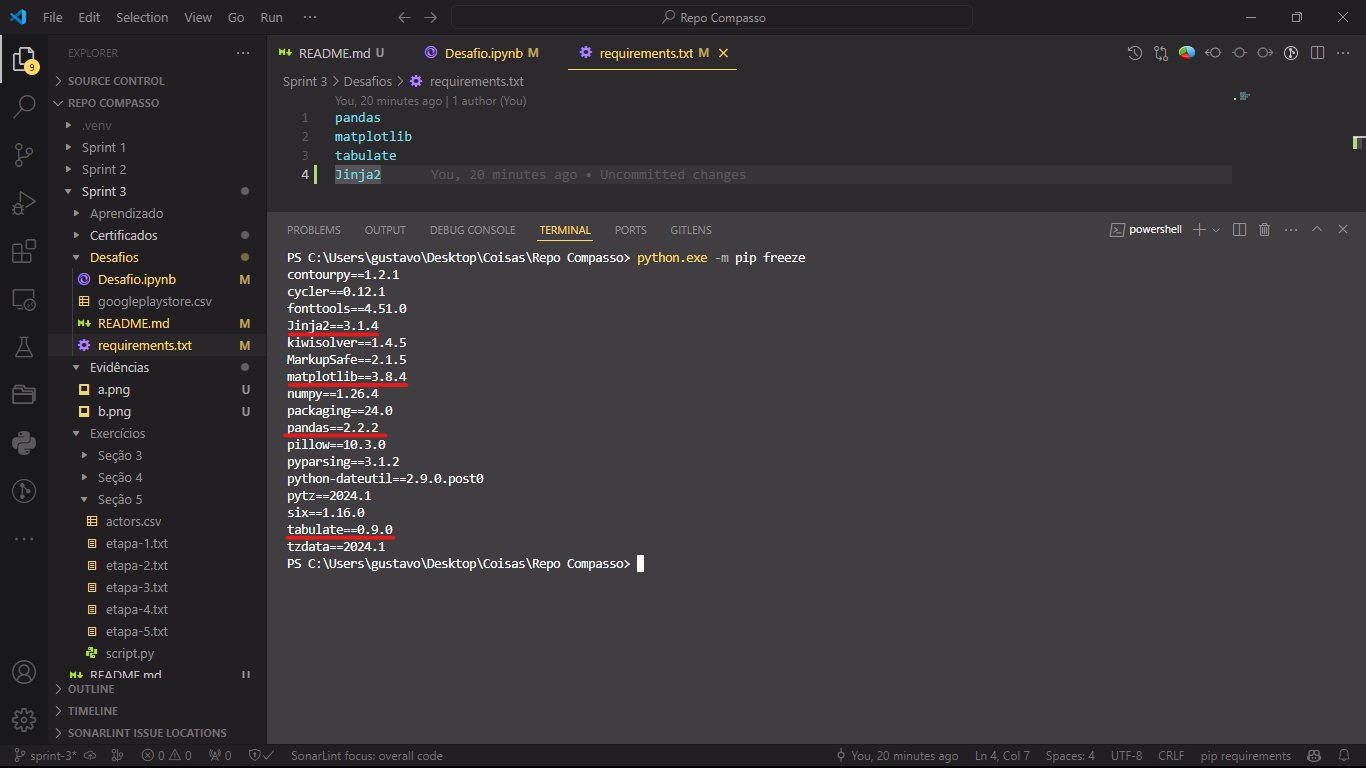 File Edit Selection View Go Run ··· Repo Compasso
EXPLORER ···
9
SOURCE CONTROL
REPO COMPASSO
.venv
Sprint 1
Sprint 2
Sprint 3
Aprendizado
Certificados
Desafios
Desafio.ipynb M
googleplaystore.csv
README.md M
requirements.txt M
Evidências
a.png U
b.png U
Exercícios
Seção 3
Seção 4
Seção 5
actors.csv
etapa-1.txt
etapa-2.txt
etapa-3.txt
etapa-4.txt
etapa-5.txt
script.py
README.md U
OUTLINE
TIMELINE
SONARLINT ISSUE LOCATIONS
README.md U Desafio.ipynb M requirements.txt M
Sprint 3 > Desafios > requirements.txt
You, 20 minutes ago | 1 author (You)
1 pandas
2 matplotlib
3 tabulate
4 Jinja2 You, 20 minutes ago • Uncommitted changes
PROBLEMS OUTPUT DEBUG CONSOLE TERMINAL PORTS GITLENS powershell
PS C:\Users\gustavo\Desktop\Coisas\Repo Compasso> python.exe -m pip freeze
contourpy==1.2.1
cycler==0.12.1
fonttools==4.51.0
Jinja2==3.1.4
kiwisolver==1.4.5
MarkupSafe==2.1.5
matplotlib==3.8.4
numpy==1.26.4
packaging==24.0
pandas==2.2.2
pillow==10.3.0
pyparsing==3.1.2
python-dateutil==2.9.0.post0
pytz==2024.1
six==1.16.0
tabulate==0.9.0
tzdata==2024.1
PS C:\Users\gustavo\Desktop\Coisas\Repo Compasso>
sprint-3* 0 0 0 SonarLint focus: overall code You, 20 minutes ago Ln 4, Col 7 Spaces: 4 UTF-8 CRLF pip requirements